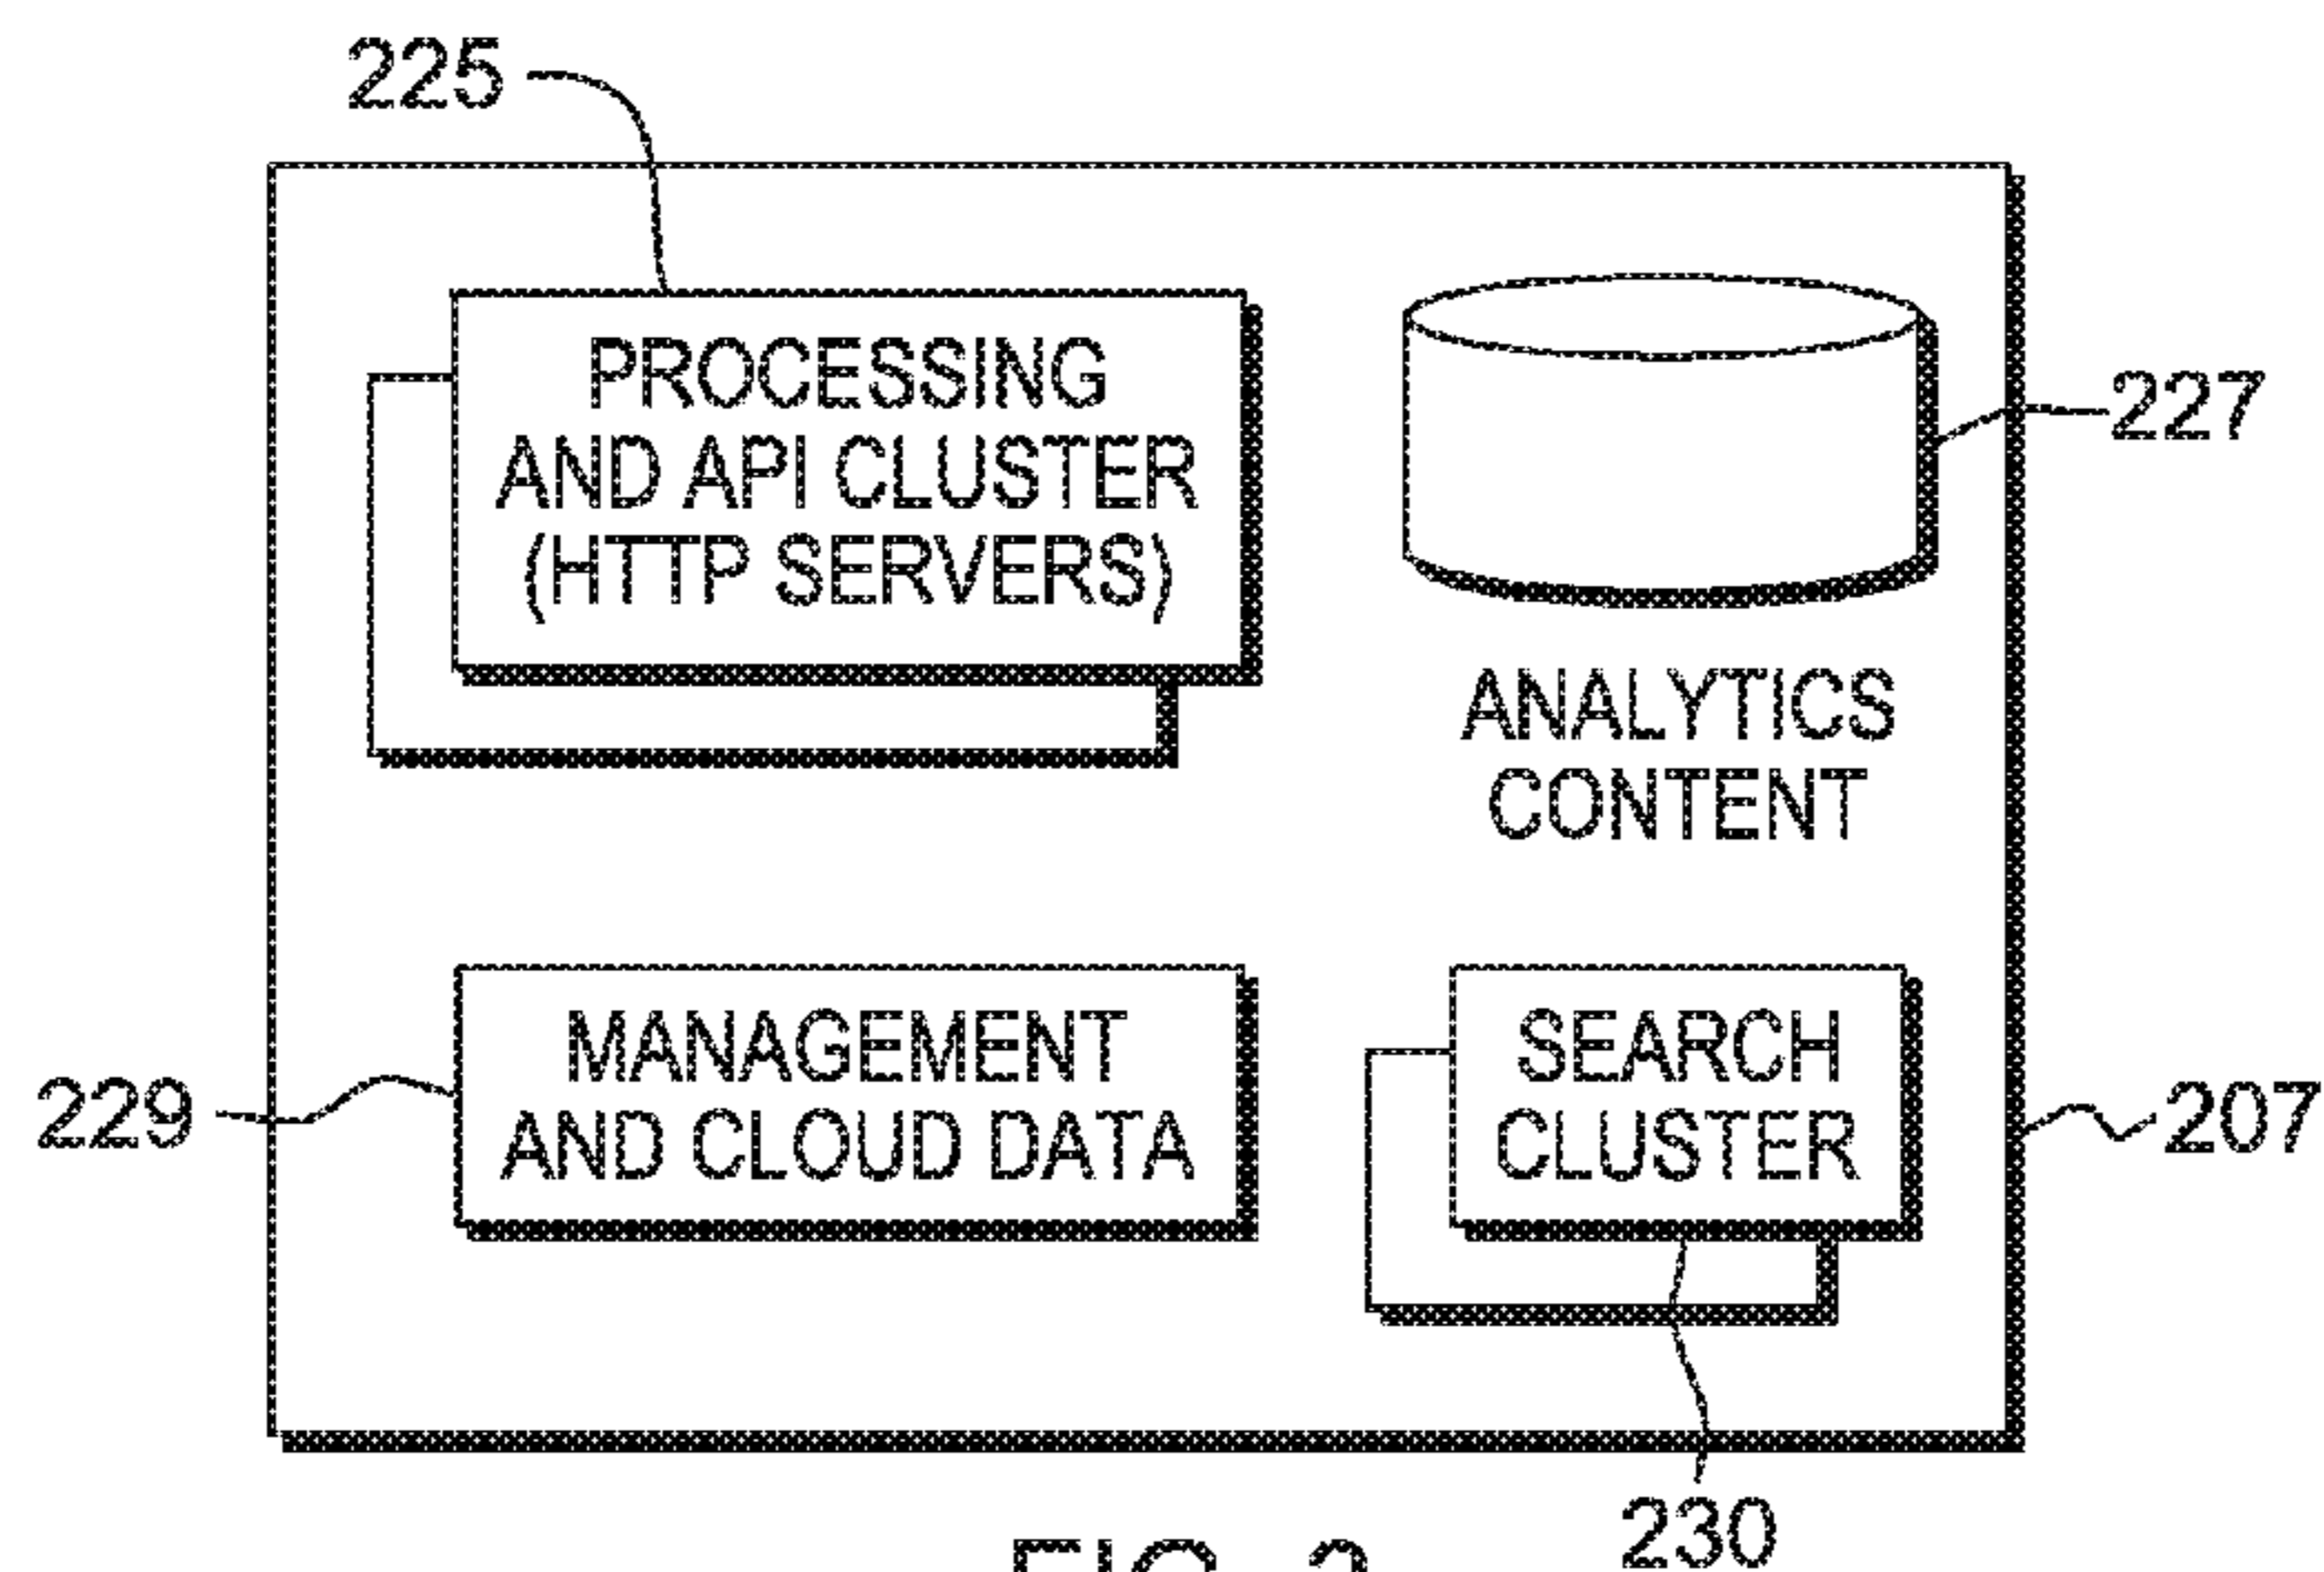 225
PROCESSING
AND API CLUSTER
(HTTP SERVERS)
227
ANALYTICS
CONTENT
MANAGEMENT
AND CLOUD DATA
229
SEARCH
CLUSTER
207
230